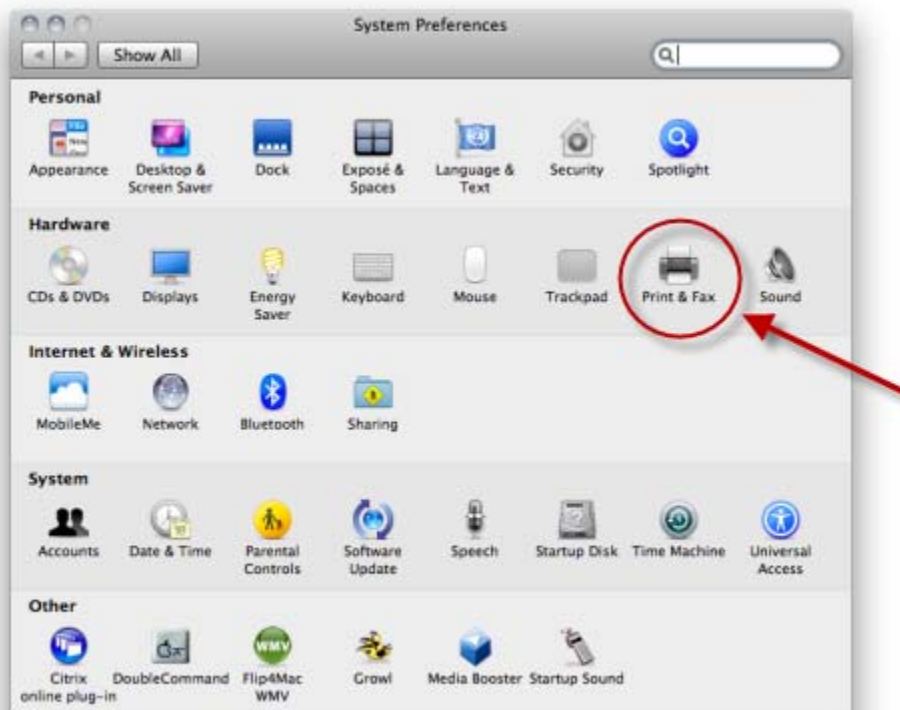 System Preferences
Show All
Personal
Appearance
Desktop &
Screen Saver
Dock
Exposé &
Spaces
Language &
Text
Security
Spotlight
Hardware
CDs & DVDs
Displays
Energy
Saver
Keyboard
Mouse
Trackpad
Print & Fax
Sound
Internet & Wireless
MobileMe
Network
Bluetooth
Sharing
System
Accounts
Date & Time
Parental
Controls
Software
Update
Speech
Startup Disk
Time Machine
Universal
Access
Other
WMV
Citrix
online plug-in
DoubleCommand
Flip4Mac
WMV
Growl
Media Booster
Startup Sound